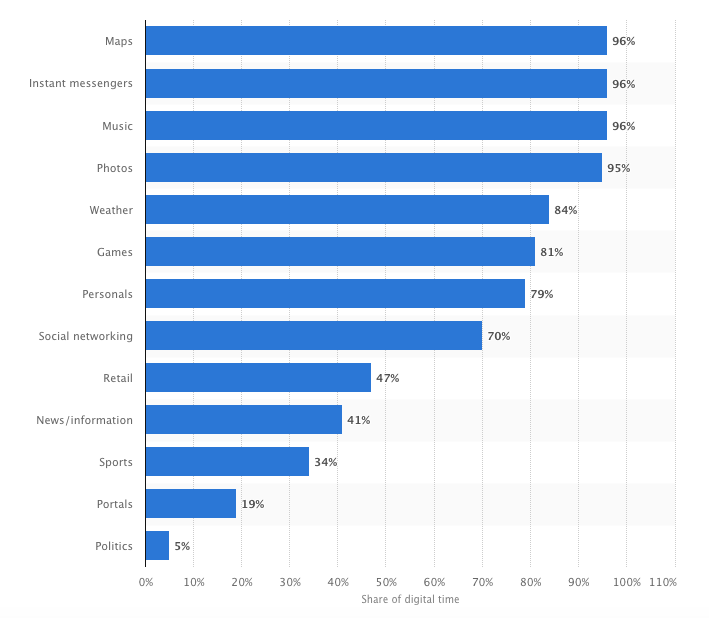 Maps 96%
Instant messengers 96%
Music 96%
Photos 95%
Weather 84%
Games 81%
Personals 79%
Social networking 70%
Retail 47%
News/information 41%
Sports 34%
Portals 19%
Politics 5%
0% 10% 20% 30% 40% 50% 60% 70% 80% 90% 100% 110%
Share of digital time